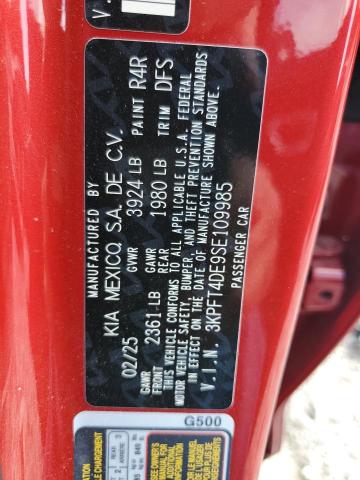 MANUFACTURED BY
KIA MEXICO, S.A. DE C.V.
02/25 GVWR 3924 LB PAINT R4R
GAWR FRONT 2361 LB GAWR REAR 1980 LB TRIM DFS
THIS VEHICLE CONFORMS TO ALL APPLICABLE U.S.A. FEDERAL
MOTOR VEHICLE SAFETY, BUMPER, AND THEFT PREVENTION STANDARDS
IN EFFECT ON THE DATE OF MANUFACTURE SHOWN ABOVE.
V.I.N. 3KPFT4DE9SE109985
PASSENGER CAR
G500